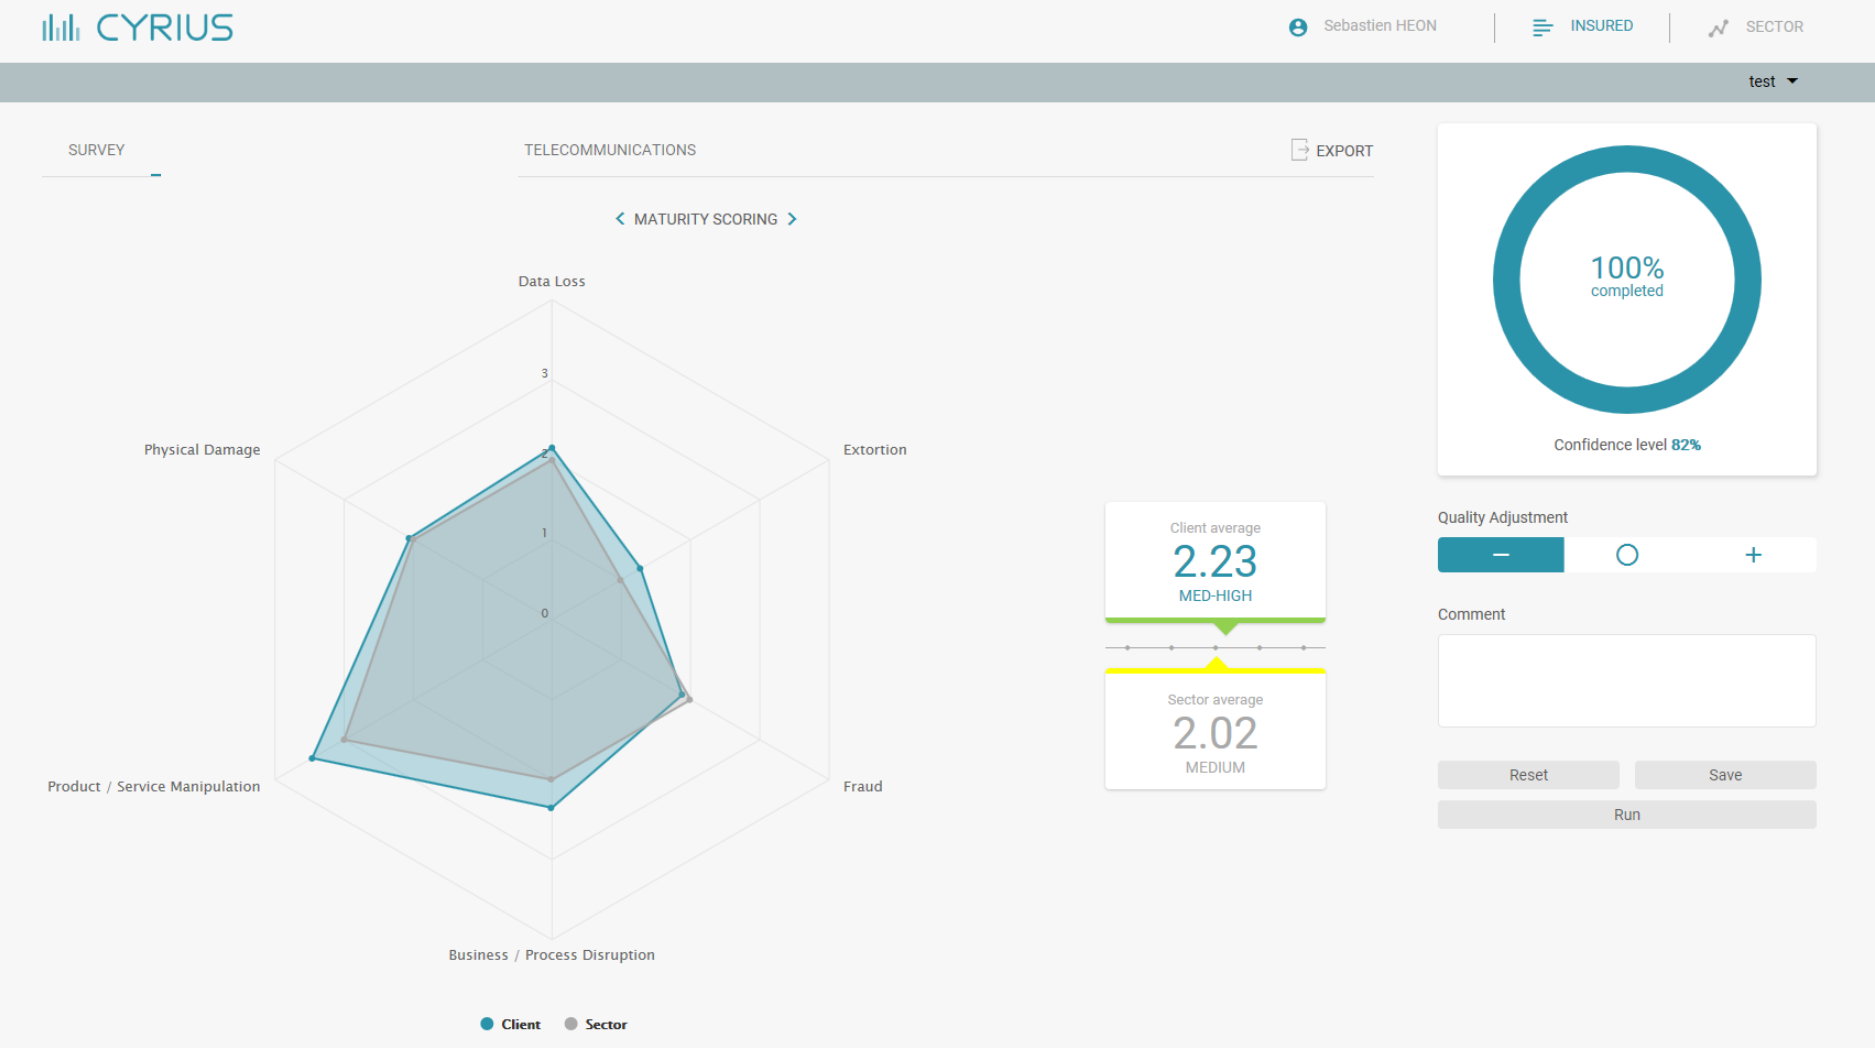 CYRIUS
Sebastien HEON
INSURED
SECTOR
test
SURVEY
TELECOMMUNICATIONS
EXPORT
MATURITY SCORING
Data Loss
3
Physical Damage
2
Extortion
1
0
Product / Service Manipulation
Fraud
Business / Process Disruption
Client
Sector
Client average
2.23
MED-HIGH
Sector average
2.02
MEDIUM
100%
completed
Confidence level 82%
Quality Adjustment
Comment
Reset
Save
Run